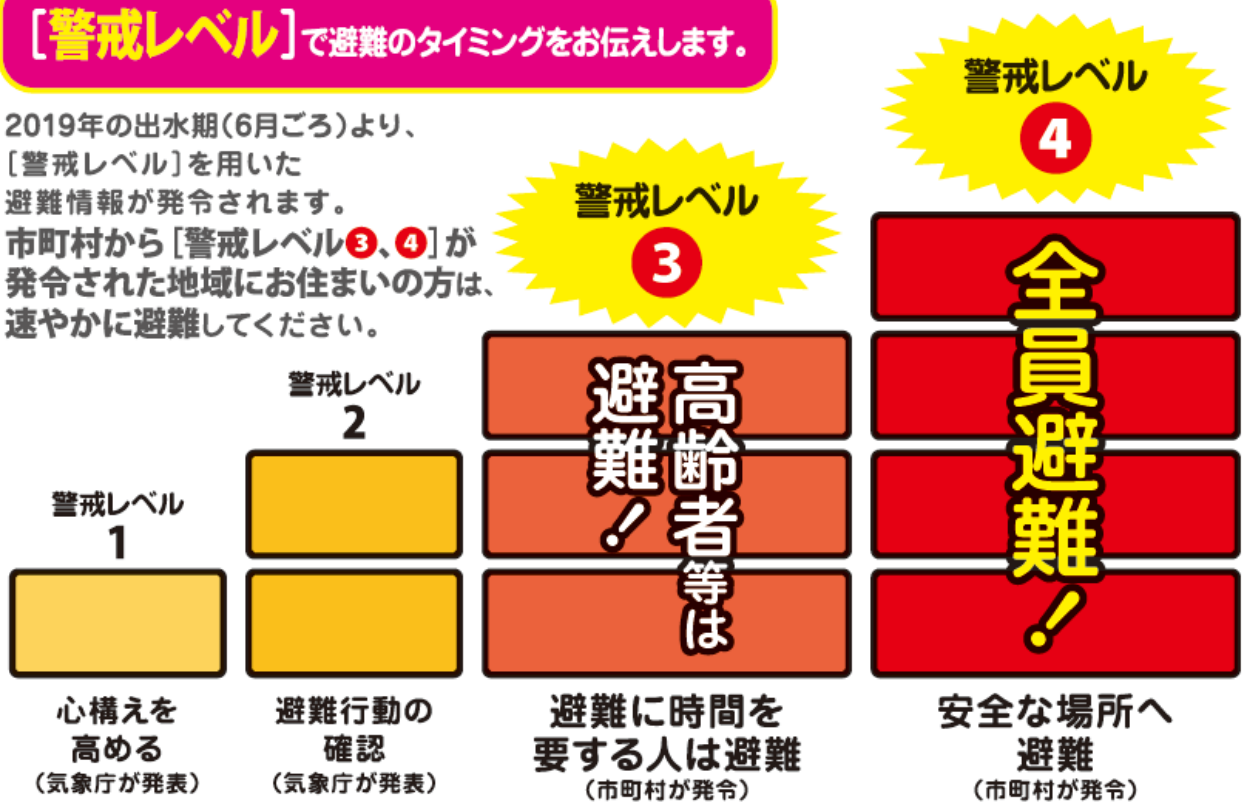 [警戒レベル]で避難のタイミングをお伝えします。
2019年の出水期(6月ごろ)より、
[警戒レベル]を用いた
避難情報が発令されます。
市町村から[警戒レベル❸、❹]が
発令された地域にお住まいの方は、
速やかに避難してください。
警戒レベル
1
心構えを
高める
(気象庁が発表)
警戒レベル
2
避難行動の
確認
(気象庁が発表)
警戒レベル
3
高齢者等は
避難!
避難に時間を
要する人は避難
(市町村が発令)
警戒レベル
4
全員避難!
安全な場所へ
避難
(市町村が発令)